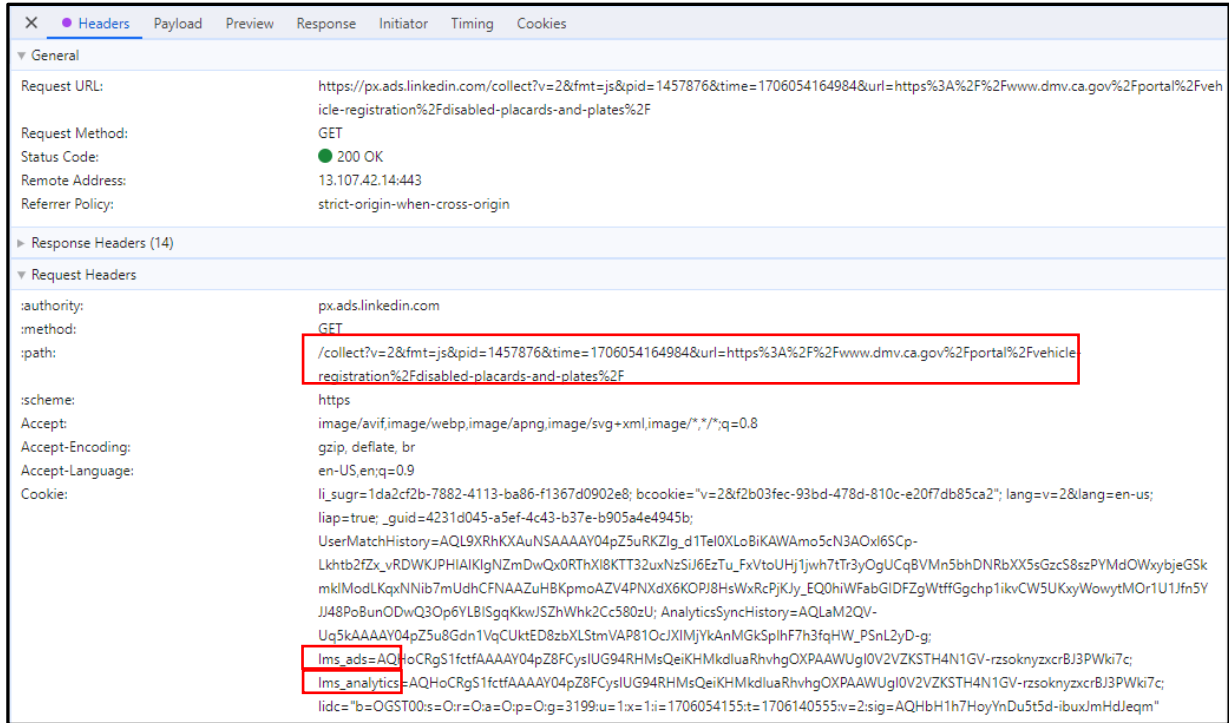 Headers Payload Preview Response Initiator Timing Cookies
General
Request URL: https://px.ads.linkedin.com/collect?v=2&fmt=js&pid=1457876&time=1706054164984&url=https%3A%2F%2Fwww.dmv.ca.gov%2Fportal%2Fveh
icle-registration%2Fdisabled-placards-and-plates%2F
Request Method: GET
Status Code: 200 OK
Remote Address: 13.107.42.14:443
Referrer Policy: strict-origin-when-cross-origin
Response Headers (14)
Request Headers
:authority: px.ads.linkedin.com
:method: GET
:path: /collect?v=2&fmt=js&pid=1457876&time=1706054164984&url=https%3A%2F%2Fwww.dmv.ca.gov%2Fportal%2Fvehicle-
registration%2Fdisabled-placards-and-plates%2F
:scheme: https
Accept: image/avif,image/webp,image/apng,image/svg+xml,image/*,*/*;q=0.8
Accept-Encoding: gzip, deflate, br
Accept-Language: en-US,en;q=0.9
Cookie: li_sugr=1da2cf2b-7882-4113-ba86-f1367d0902e8; bcookie="v=2&f2b03fec-93bd-478d-810c-e20f7db85ca2"; lang=v=2&lang=en-us;
liap=true; _guid=4231d045-a5ef-4c43-b37e-b905a4e4945b;
UserMatchHistory=AQL9XRhKXAuNSAAAAY04pZ5uRKZIg_d1TeI0XLoBiKAWAmo5cN3AOxI6SCp-
Lkhtb2fZx_vRDWKJPHIAIKIgNZmDwQx0RThXI8KTT32uxNzSiJ6EzTu_FxVtoUHj1jwh7tTr3yOgUCqBVMn5bhDNRbXX5sGzcS8szPYMdOWxybjeGSk
mkIModLKqxNNib7mUdhCFNAAZuHBKpmoAZV4PNXdX6KOPJ8HsWxRcPjKJy_EQ0hiWFabGIDFZgWtffGgchp1ikvCW5UKxyWowytMOr1U1Jfn5Y
JJ48PoBunODwQ3Op6YLBISgqKkwJSZhWhk2Cc580zU; AnalyticsSyncHistory=AQLaM2QV-
Uq5kAAAAY04pZ5u8Gdn1VqCUktED8zbXLStmVAP81OcJXIMjYkAnMGkSplhF7h3fqHW_PSnL2yD-g;
lms_ads=AQHoCRgS1fctfAAAAY04pZ8FCysIUG94RHMsQeiKHMkdluaRhvhgOXPAAWUgI0V2VZKSTH4N1GV-rzsoknyzxcrBJ3PWki7c;
lms_analytics=AQHoCRgS1fctfAAAAY04pZ8FCysIUG94RHMsQeiKHMkdluaRhvhgOXPAAWUgI0V2VZKSTH4N1GV-rzsoknyzxcrBJ3PWki7c;
lidc="b=OGST00:s=O:r=O:a=O:p=O:g=3199:u=1:x=1:i=1706054155:t=1706140555:v=2:sig=AQHbH1h7HoyYnDu5t5d-ibuxJmHdJeqm"